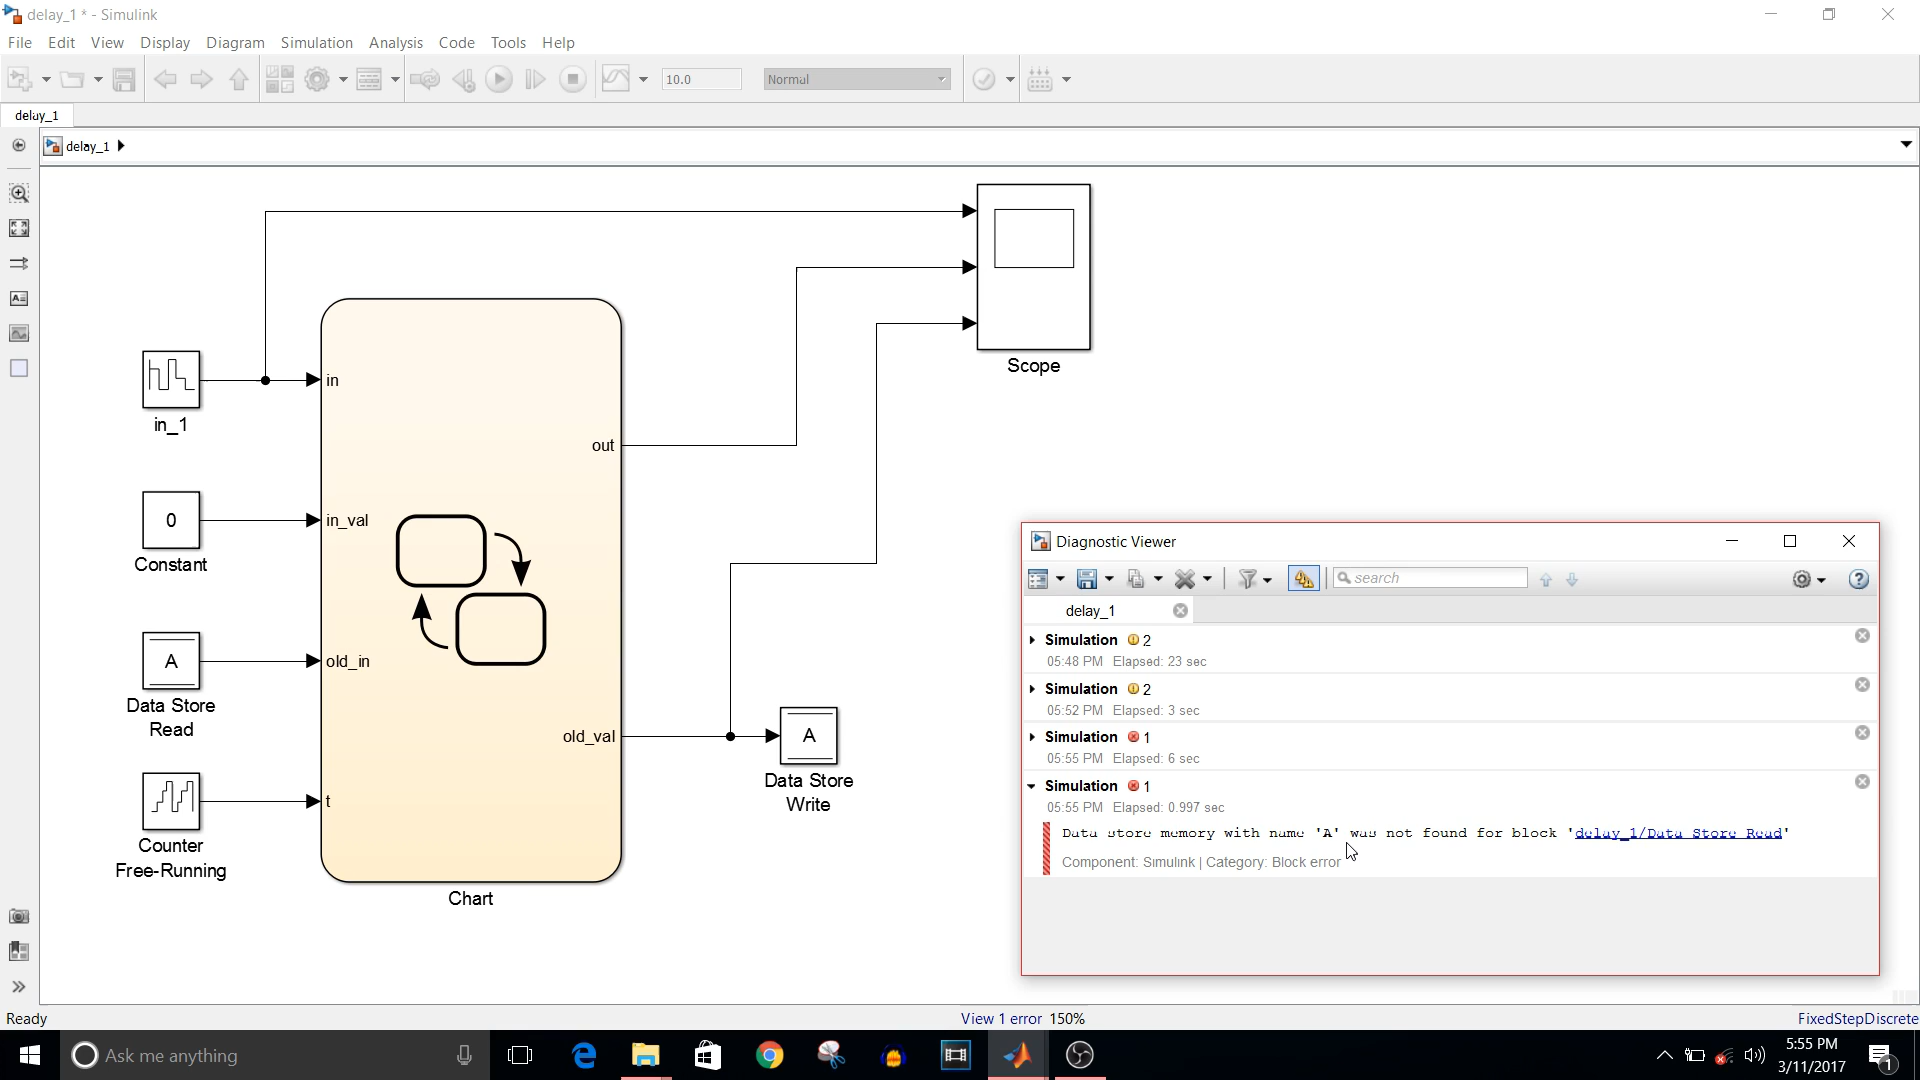 delay_1 * - Simulink
File Edit View Display Diagram Simulation Analysis Code Tools Help
10.0 Normal
delay_1
delay_1
Scope
in
in_1
out
0
in_val
Constant
A
old_in
Data Store
Read
old_val
A
Data Store
Write
t
Counter
Free-Running
Chart
Diagnostic Viewer
search
delay_1
Simulation 2
05:48 PM Elapsed: 23 sec
Simulation 2
05:52 PM Elapsed: 3 sec
Simulation 1
05:55 PM Elapsed: 6 sec
Simulation 1
05:55 PM Elapsed: 0.997 sec
Data store memory with name 'A' was not found for block 'delay_1/Data Store Read'
Component: Simulink | Category: Block error
Ready View 1 error 150% FixedStepDiscrete
Ask me anything
5:55 PM
3/11/2017
1